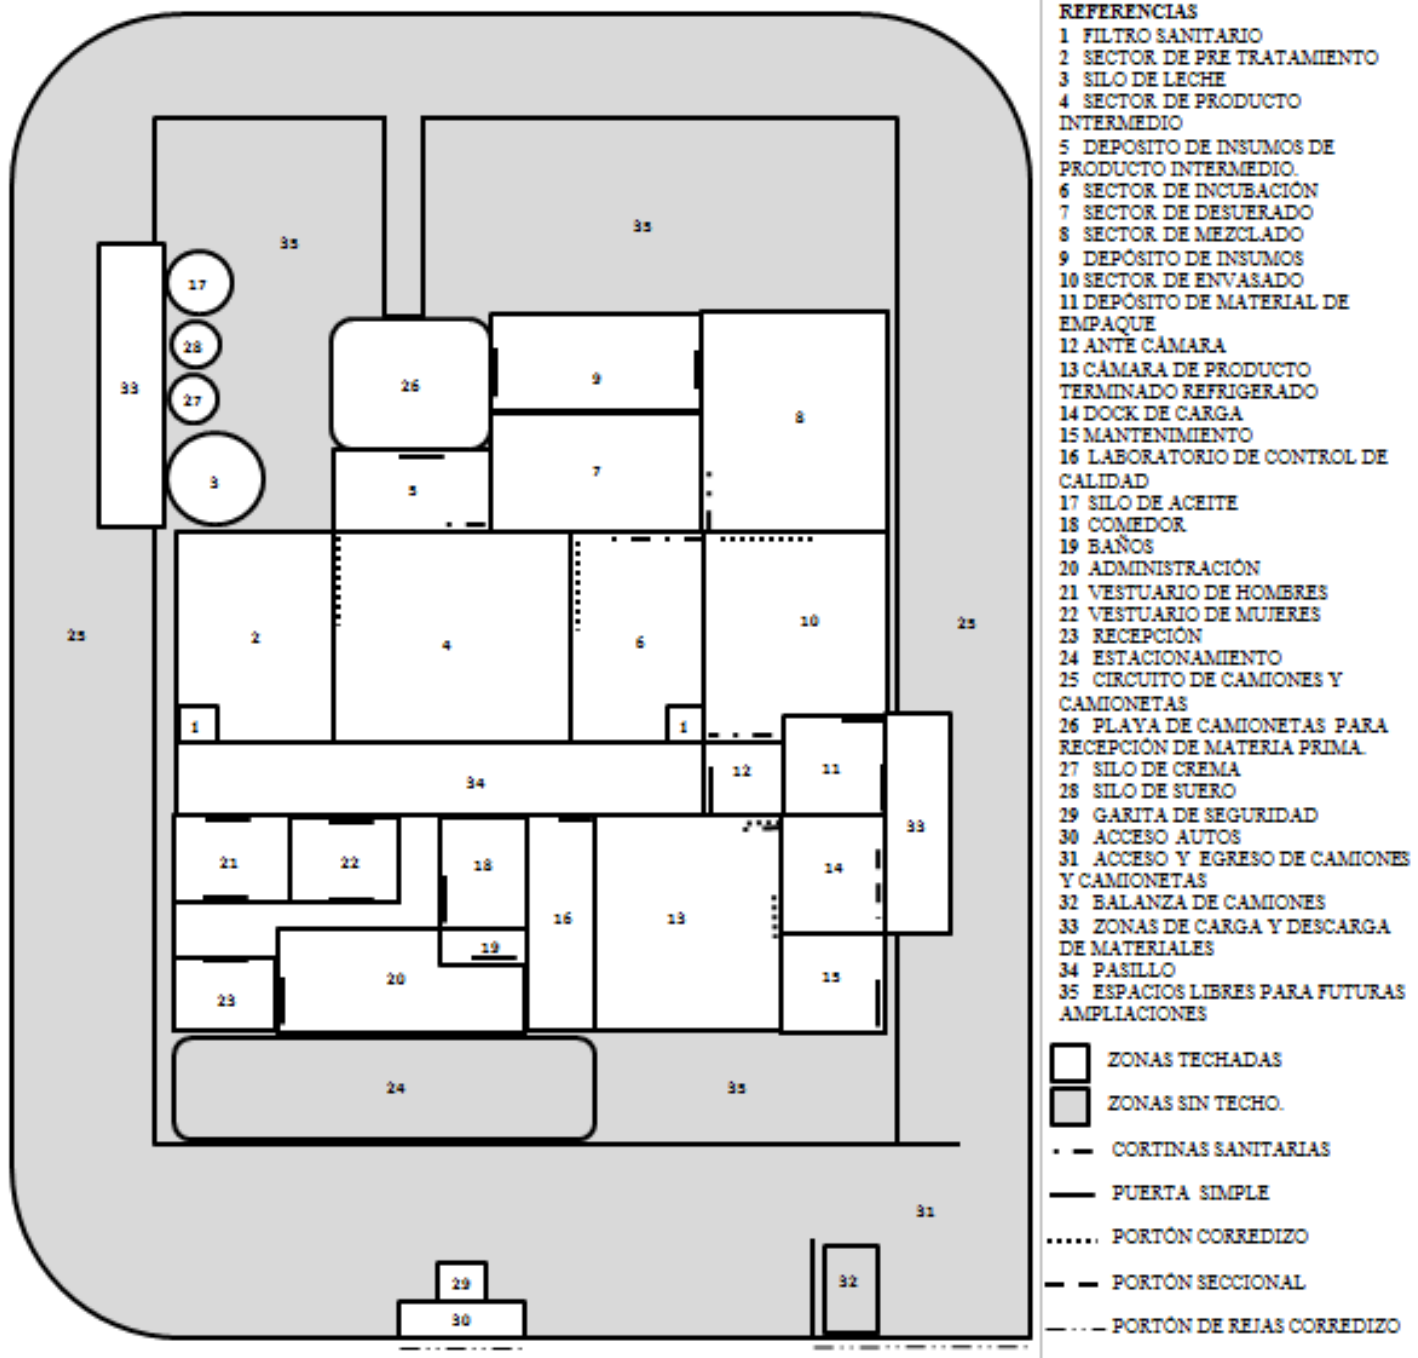 35
35
17
28
33
27
26
9
8
3
5
7
25
2
4
6
10
25
1
1
34
12
11
33
21
22
18
16
13
14
19
20
23
15
24
35
31
29
30
32
REFERENCIAS
1 FILTRO SANITARIO
2 SECTOR DE PRE TRATAMIENTO
3 SILO DE LECHE
4 SECTOR DE PRODUCTO
INTERMEDIO
5 DEPOSITO DE INSUMOS DE
PRODUCTO INTERMEDIO.
6 SECTOR DE INCUBACIÓN
7 SECTOR DE DESUERADO
8 SECTOR DE MEZCLADO
9 DEPÓSITO DE INSUMOS
10 SECTOR DE ENVASADO
11 DEPÓSITO DE MATERIAL DE
EMPAQUE
12 ANTE CÁMARA
13 CÁMARA DE PRODUCTO
TERMINADO REFRIGERADO
14 DOCK DE CARGA
15 MANTENIMIENTO
16 LABORATORIO DE CONTROL DE
CALIDAD
17 SILO DE ACEITE
18 COMEDOR
19 BAÑOS
20 ADMINISTRACIÓN
21 VESTUARIO DE HOMBRES
22 VESTUARIO DE MUJERES
23 RECEPCIÓN
24 ESTACIONAMIENTO
25 CIRCUITO DE CAMIONES Y
CAMIONETAS
26 PLAYA DE CAMIONETAS PARA
RECEPCIÓN DE MATERIA PRIMA.
27 SILO DE CREMA
28 SILO DE SUERO
29 GARITA DE SEGURIDAD
30 ACCESO AUTOS
31 ACCESO Y EGRESO DE CAMIONES
Y CAMIONETAS
32 BALANZA DE CAMIONES
33 ZONAS DE CARGA Y DESCARGA
DE MATERIALES
34 PASILLO
35 ESPACIOS LIBRES PARA FUTURAS
AMPLIACIONES
ZONAS TECHADAS
ZONAS SIN TECHO.
CORTINAS SANITARIAS
PUERTA SIMPLE
PORTÓN CORREDIZO
PORTÓN SECCIONAL
PORTÓN DE REJAS CORREDIZO